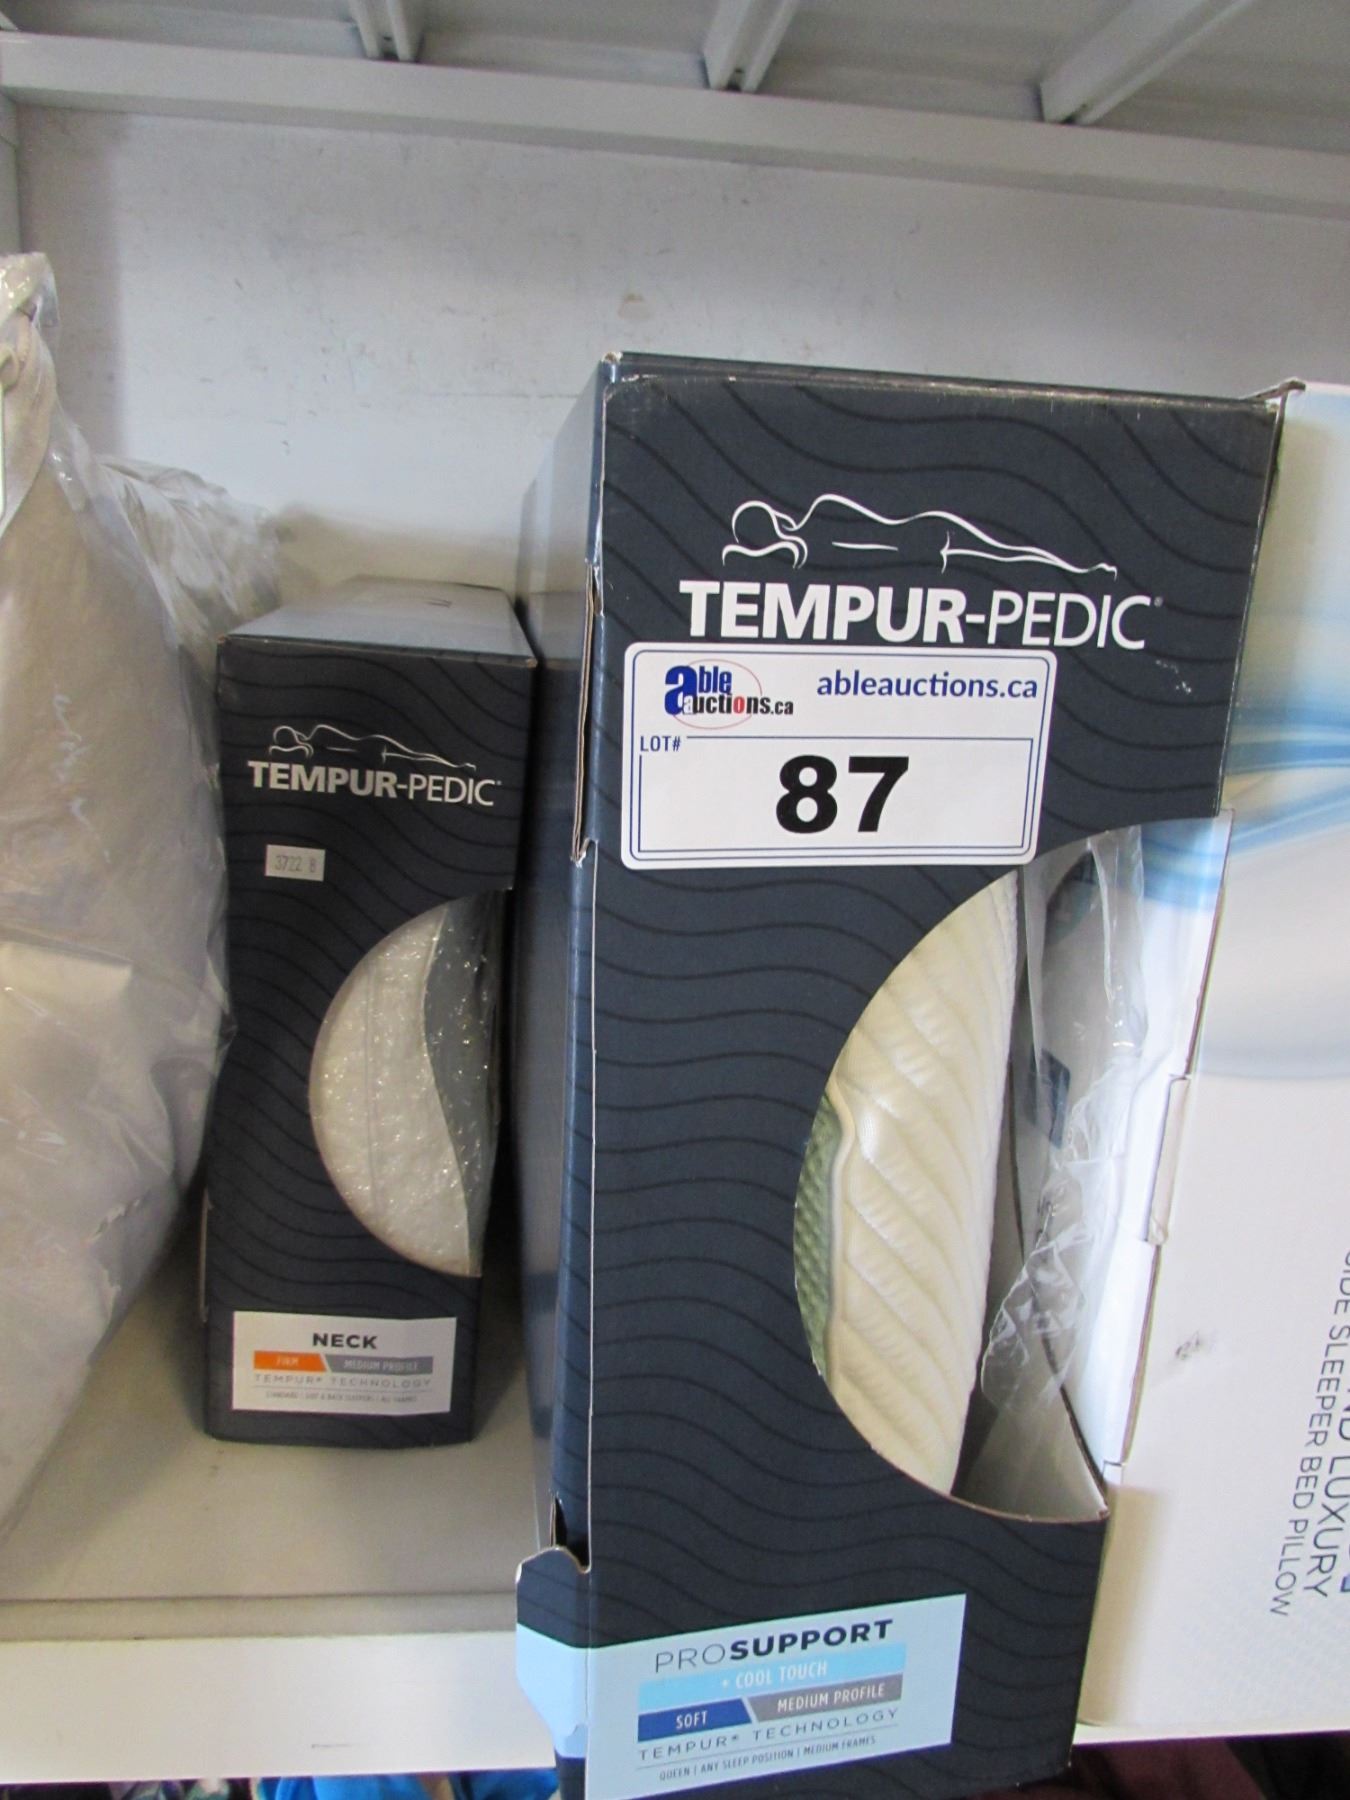 TEMPUR-PEDIC
3722 8
NECK
FIRM
MEDIUM PROFILE
TEMPUR® TECHNOLOGY
TEMPUR-PEDIC®
able auctions.ca
ableauctions.ca
LOT#
87
PROSUPPORT
+ COOL TOUCH
SOFT
MEDIUM PROFILE
TEMPUR® TECHNOLOGY
QUEEN | ANY SLEEP POSITION | MEDIUM FRAMES
LUXURY
SIDE SLEEPER BED PILLOW